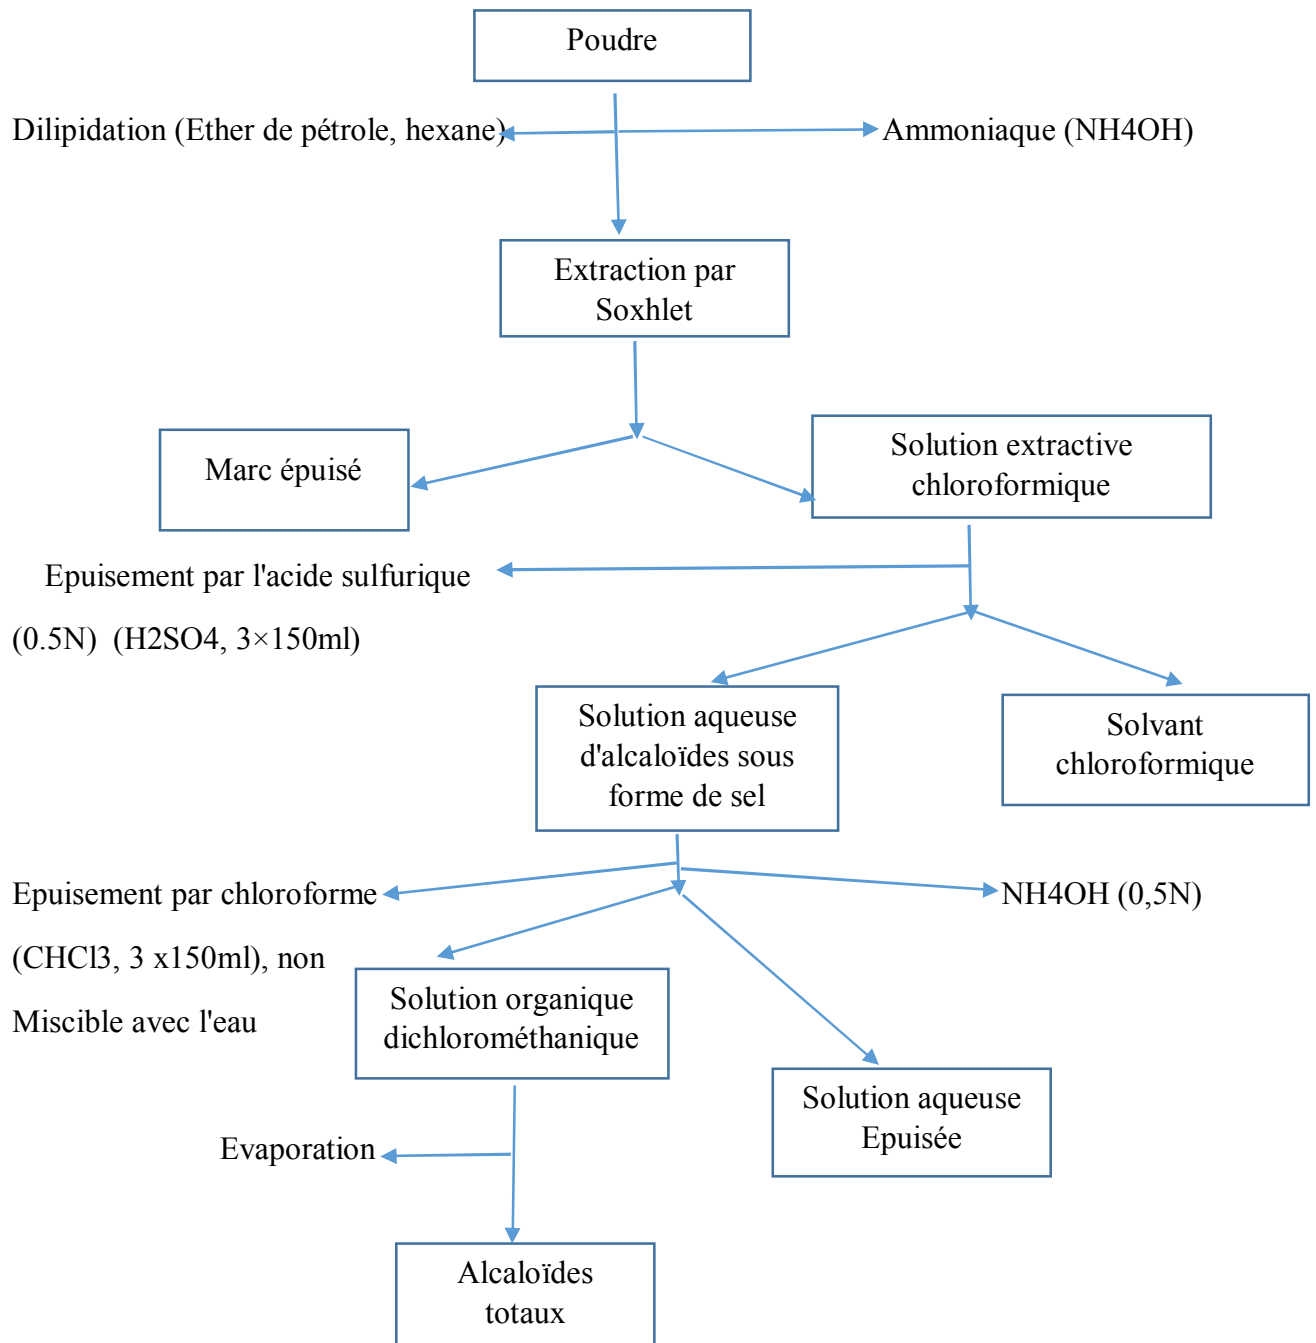 Poudre
Dilipidation (Ether de pétrole, hexane)
Ammoniaque (NH4OH)
Extraction par
Soxhlet
Marc épuisé
Solution extractive
chloroformique
Epuisement par l'acide sulfurique
(0.5N) (H2SO4, 3×150ml)
Solution aqueuse
d'alcaloïdes sous
forme de sel
Solvant
chloroformique
Epuisement par chloroforme
(CHCl3, 3 x150ml), non
Miscible avec l'eau
NH4OH (0,5N)
Solution organique
dichlorométhanique
Solution aqueuse
Epuisée
Evaporation
Alcaloïdes
totaux